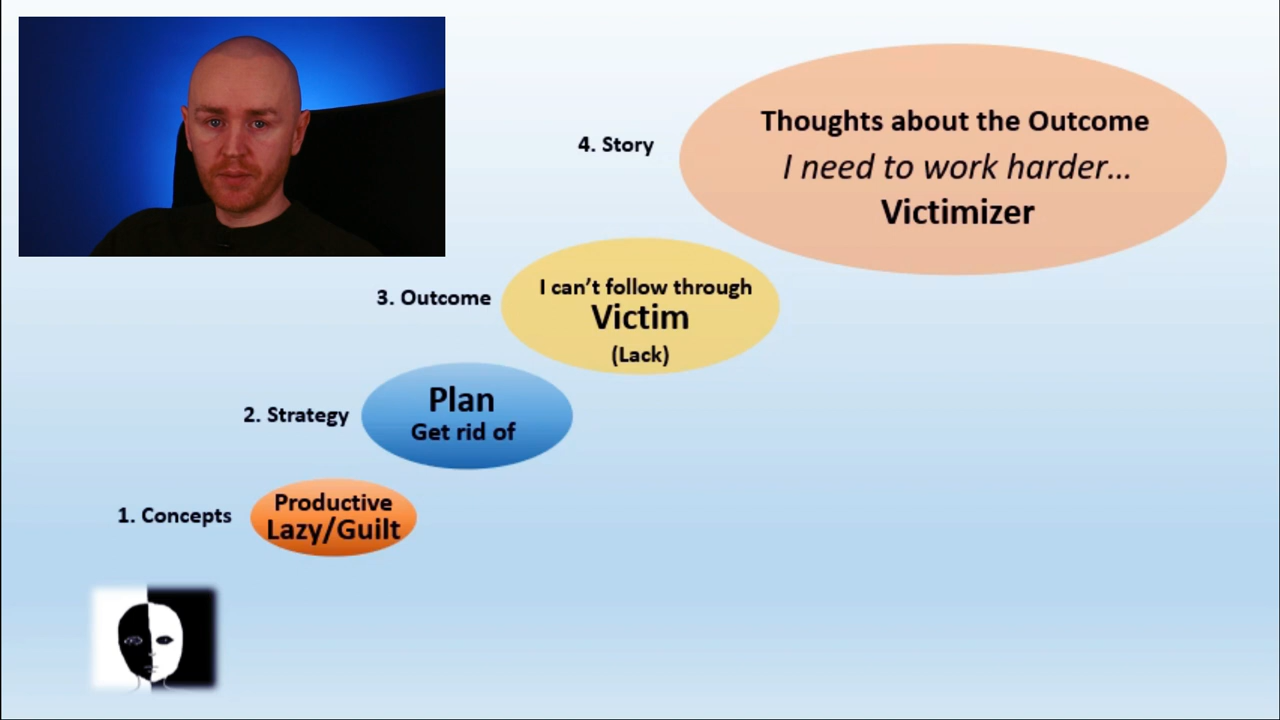 4. Story
Thoughts about the Outcome
I need to work harder...
Victimizer
3. Outcome
I can't follow through
Victim
(Lack)
2. Strategy
Plan
Get rid of
1. Concepts
Productive
Lazy/Guilt